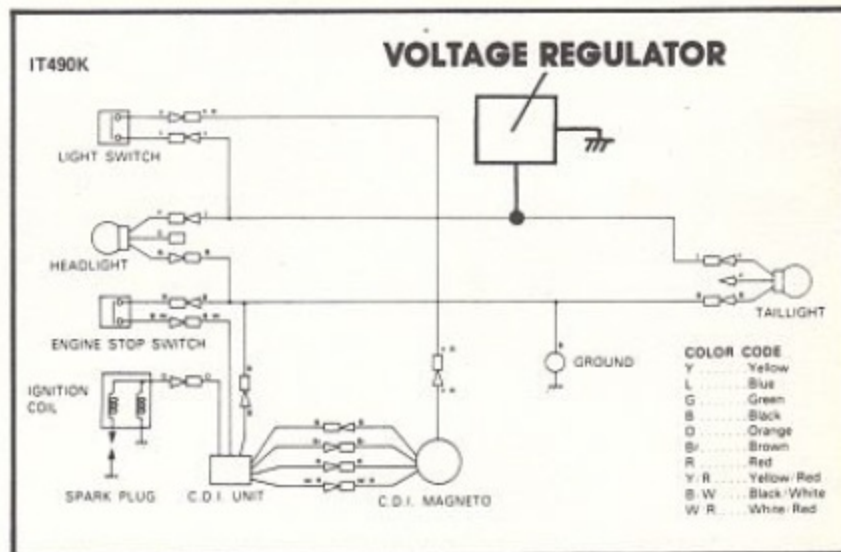 IT490K
VOLTAGE REGULATOR
LIGHT SWITCH
HEADLIGHT
TAILLIGHT
ENGINE STOP SWITCH
GROUND
IGNITION
COIL
SPARK PLUG
C.D.I. UNIT
C.D.I. MAGNETO
COLOR CODE
Y ........ Yellow
L ........ Blue
G ........ Green
B ........ Black
O ........ Orange
Br ....... Brown
R ........ Red
Y/R ..... Yellow/Red
B/W ..... Black/White
W/R ..... White/Red